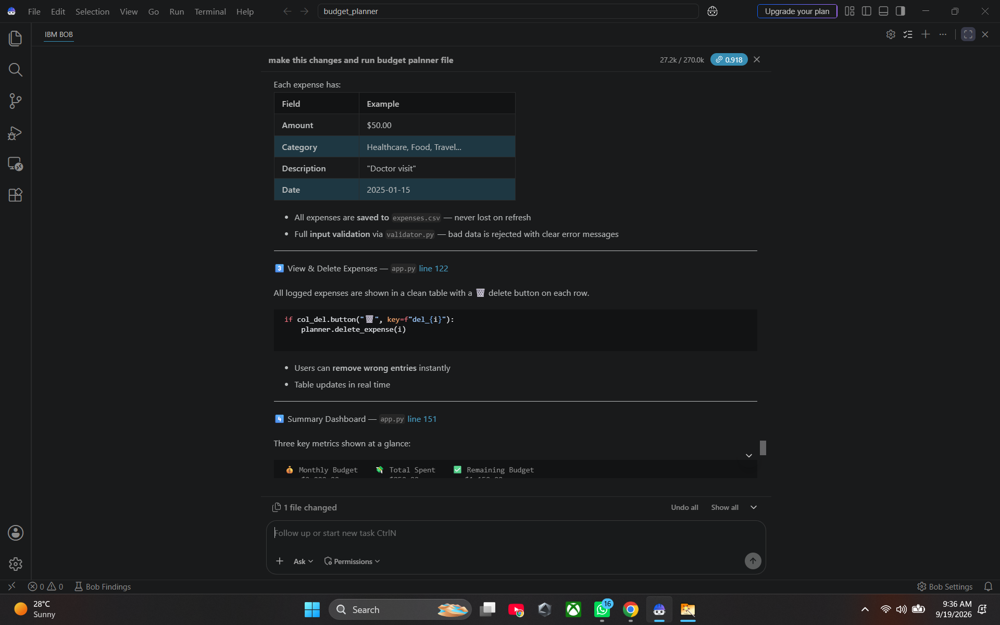 File Edit Selection View Go Run Terminal Help
budget_planner
Upgrade your plan
IBM BOB
make this changes and run budget palnner file
27.2k / 270.0k
0.918
Each expense has:
Field Example
Amount $50.00
Category Healthcare, Food, Travel...
Description "Doctor visit"
Date 2025-01-15
• All expenses are saved to expenses.csv — never lost on refresh
• Full input validation via validator.py — bad data is rejected with clear error messages
3 View & Delete Expenses — app.py line 122
All logged expenses are shown in a clean table with a 🗑 delete button on each row.
if col_del.button("🗑", key=f"del_{i}"):
planner.delete_expense(i)
• Users can remove wrong entries instantly
• Table updates in real time
4 Summary Dashboard — app.py line 151
Three key metrics shown at a glance:
Monthly Budget Total Spent Remaining Budget
1 file changed
Undo all Show all
Follow up or start new task CtrlN
Ask Permissions
0 0 Bob Findings
Bob Settings
28°C
Sunny
Search
16
9:36 AM
9/19/2026